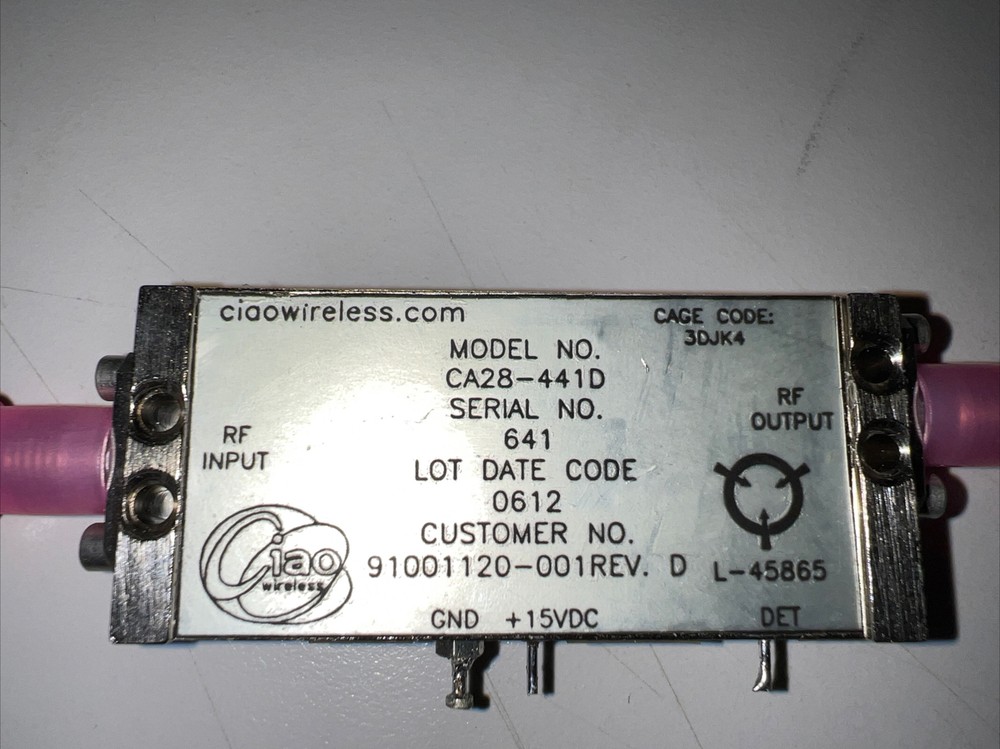 ciaowireless.com
CAGE CODE:
3DJK4
MODEL NO.
CA28-441D
SERIAL NO.
641
LOT DATE CODE
0612
CUSTOMER NO.
91001120-001REV. D
RF
INPUT
RF
OUTPUT
Ciao
wireless
L-45865
GND +15VDC
DET